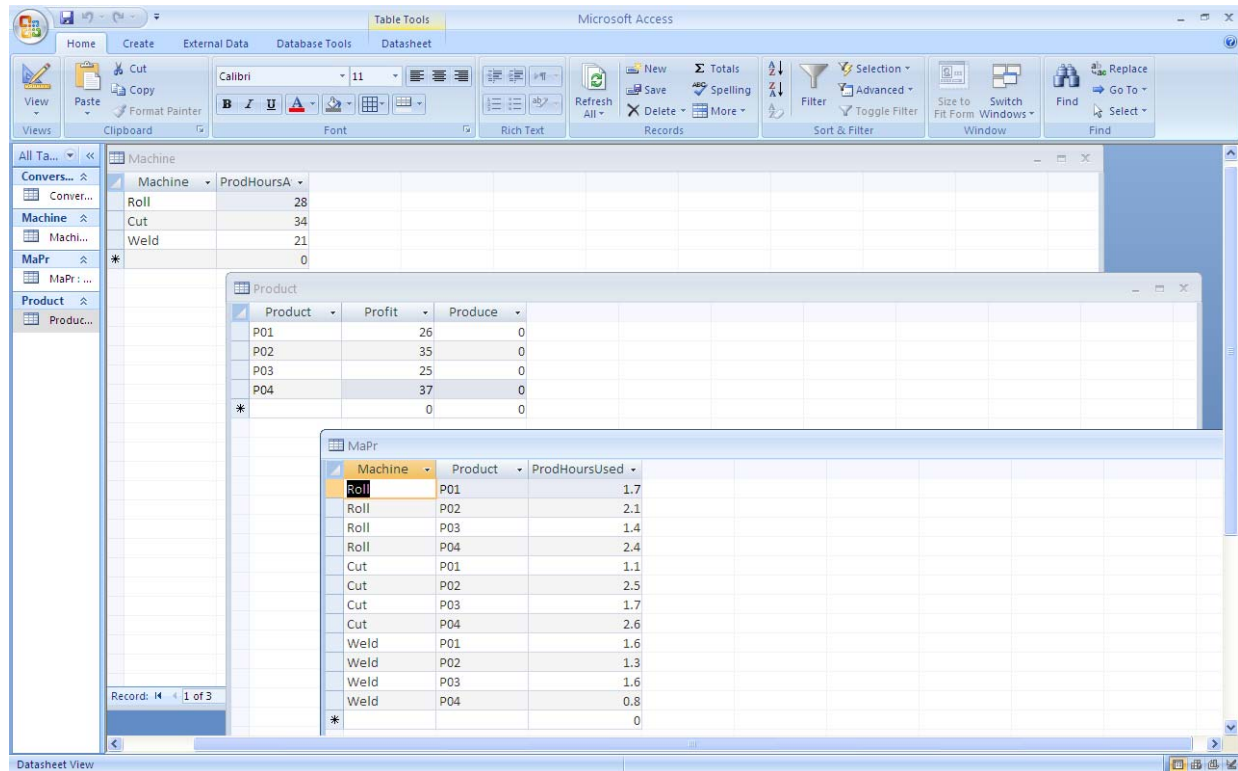 Table Tools Microsoft Access
Home Create External Data Database Tools Datasheet
View
Views
Paste
Cut
Copy
Format Painter
Clipboard
Calibri 11
B I U A
Font
Rich Text
Refresh All
New
Save
Delete
Totals
Spelling
More
Records
Filter
Selection
Advanced
Toggle Filter
Sort & Filter
Size to Fit Form
Switch Windows
Window
Find
Replace
Go To
Select
Find
All Ta...
Convers...
Conver...
Machine
Machi...
MaPr
MaPr : ...
Product
Produc...
Machine
Machine ProdHoursA
Roll 28
Cut 34
Weld 21
* 0
Record: 1 of 3
Product
Product Profit Produce
P01 26 0
P02 35 0
P03 25 0
P04 37 0
* 0 0
MaPr
Machine Product ProdHoursUsed
Roll P01 1.7
Roll P02 2.1
Roll P03 1.4
Roll P04 2.4
Cut P01 1.1
Cut P02 2.5
Cut P03 1.7
Cut P04 2.6
Weld P01 1.6
Weld P02 1.3
Weld P03 1.6
Weld P04 0.8
* 0
Datasheet View